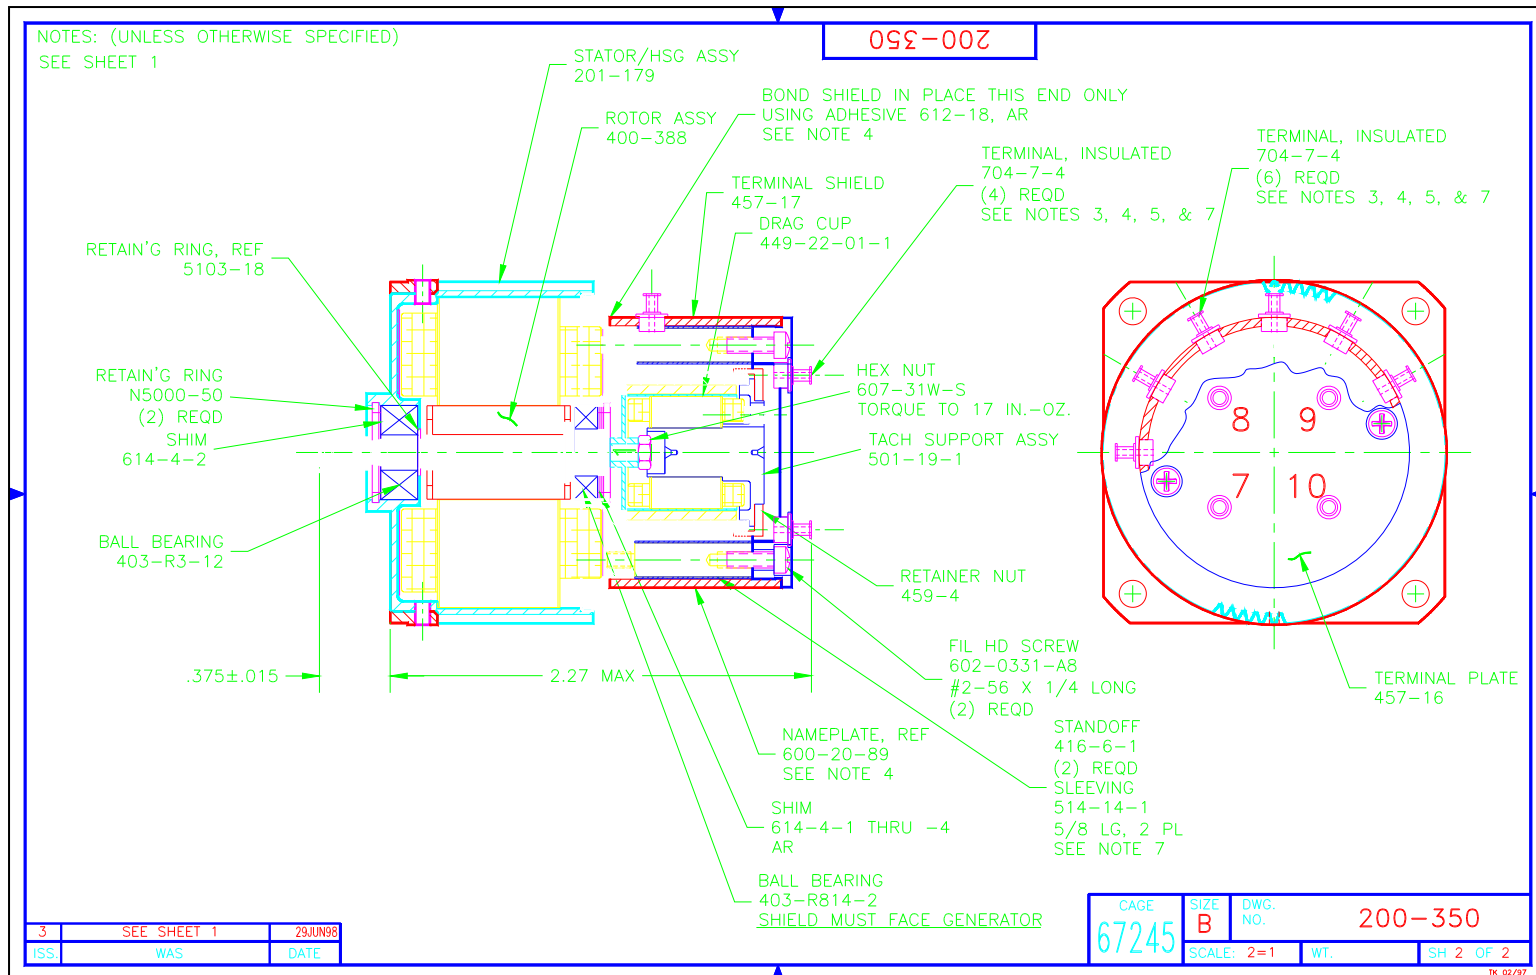 NOTES: (UNLESS OTHERWISE SPECIFIED)
SEE SHEET 1
200-350
STATOR/HSG ASSY
201-179
ROTOR ASSY
400-388
BOND SHIELD IN PLACE THIS END ONLY
USING ADHESIVE 612-18, AR
SEE NOTE 4
TERMINAL SHIELD
457-17
DRAG CUP
449-22-01-1
TERMINAL, INSULATED
704-7-4
(4) REQD
SEE NOTES 3, 4, 5, & 7
TERMINAL, INSULATED
704-7-4
(6) REQD
SEE NOTES 3, 4, 5, & 7
RETAIN'G RING, REF
5103-18
RETAIN'G RING
N5000-50
(2) REQD
SHIM
614-4-2
BALL BEARING
403-R3-12
HEX NUT
607-31W-S
TORQUE TO 17 IN.-OZ.
TACH SUPPORT ASSY
501-19-1
RETAINER NUT
459-4
FIL HD SCREW
602-0331-A8
#2-56 X 1/4 LONG
(2) REQD
STANDOFF
416-6-1
(2) REQD
SLEEVING
514-14-1
5/8 LG, 2 PL
SEE NOTE 7
8 9
7 10
TERMINAL PLATE
457-16
.375±.015
2.27 MAX
NAMEPLATE, REF
600-20-89
SEE NOTE 4
SHIM
614-4-1 THRU -4
AR
BALL BEARING
403-R814-2
SHIELD MUST FACE GENERATOR
3 SEE SHEET 1 29JUN98
ISS. WAS DATE
CAGE
67245
SIZE
B
DWG.
NO.
200-350
SCALE: 2=1
WT.
SH 2 OF 2
TK 02/97